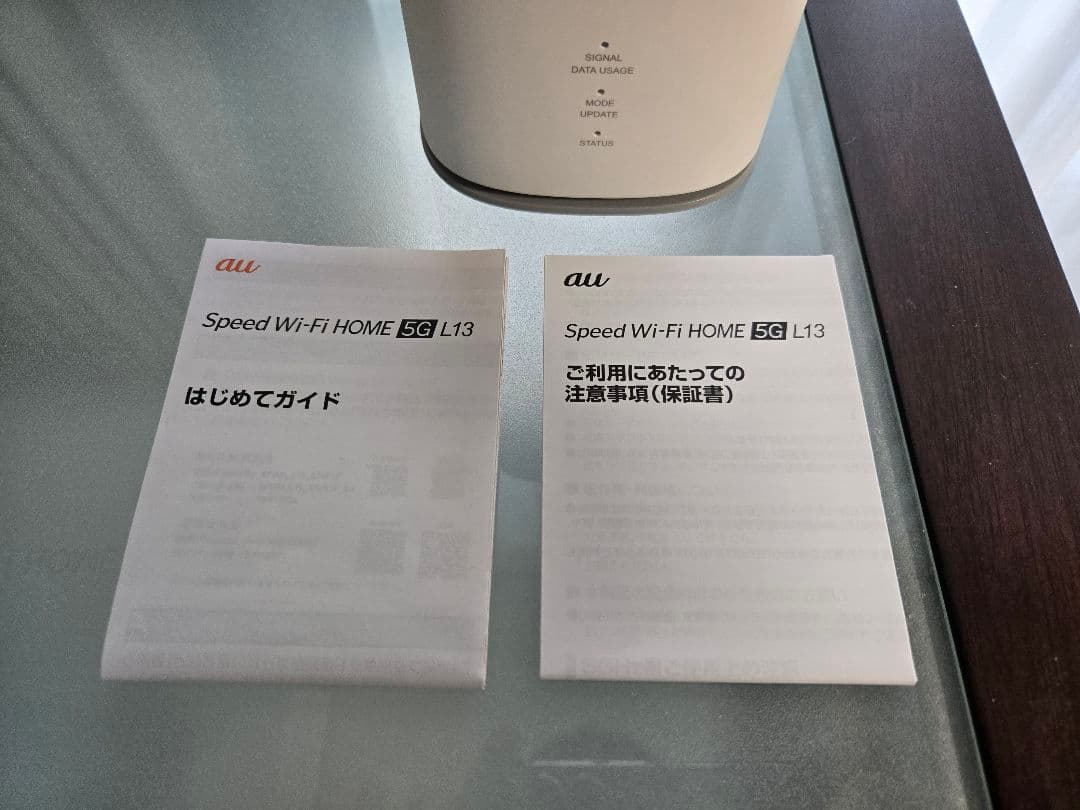 SIGNAL
DATA USAGE
MODE
UPDATE
STATUS
au
Speed Wi-Fi HOME 5G L13
はじめてガイド
au
Speed Wi-Fi HOME 5G L13
ご利用にあたっての
注意事項(保証書)